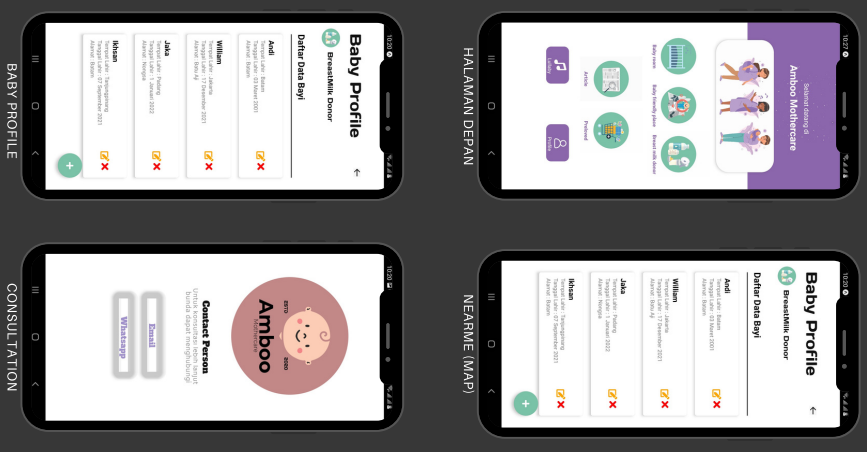 10:27
Selamat datang di
Amboo Mothercare
Baby room
Baby friendly place
Breast milk donor
Article
Preloved
Lullaby
Profile
HALAMAN DEPAN
10:20
Baby Profile
BreastMilk Donor
Daftar Data Bayi
Andi
Tempat Lahir : Batam
Tanggal Lahir : 03 Maret 2001
Alamat : Batam
William
Tempat Lahir : Jakarta
Tanggal Lahir : 17 Desember 2021
Alamat : Batu Aji
Jaka
Tempat Lahir : Padang
Tanggal Lahir : 1 Januari 2022
Alamat : Nongsa
Ikhsan
Tempat Lahir : Tanjungpinang
Tanggal Lahir : 07 September 2021
Alamat : Batam
NEARME (MAP)
10:20
Baby Profile
BreastMilk Donor
Daftar Data Bayi
Andi
Tempat Lahir : Batam
Tanggal Lahir : 03 Maret 2001
Alamat : Batam
William
Tempat Lahir : Jakarta
Tanggal Lahir : 17 Desember 2021
Alamat : Batu Aji
Jaka
Tempat Lahir : Padang
Tanggal Lahir : 1 Januari 2022
Alamat : Nongsa
Ikhsan
Tempat Lahir : Tanjungpinang
Tanggal Lahir : 07 September 2021
Alamat : Batam
BABY PROFILE
10:20
ESTD
2020
Amboo
Mothercare
Contact Person
Untuk konsultasi lebih lanjut
bunda dapat menghubungi
Email
Whatsapp
CONSULTATION